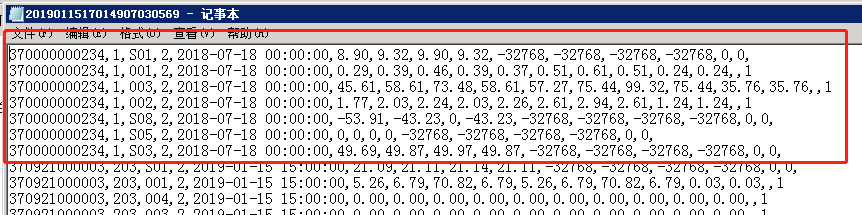 2019011517014907030569 - 记事本
文件(F) 编辑(E) 格式(O) 查看(V) 帮助(H)
370000000234,1,S01,2,2018-07-18 00:00:00,8.90,9.32,9.90,9.32,-32768,-32768,-32768,-32768,0,0,
370000000234,1,001,2,2018-07-18 00:00:00,0.29,0.39,0.46,0.39,0.37,0.51,0.61,0.51,0.24,0.24,,1
370000000234,1,003,2,2018-07-18 00:00:00,45.61,58.61,73.48,58.61,57.27,75.44,99.32,75.44,35.76,35.76,,1
370000000234,1,002,2,2018-07-18 00:00:00,1.77,2.03,2.24,2.03,2.26,2.61,2.94,2.61,1.24,1.24,,1
370000000234,1,S08,2,2018-07-18 00:00:00,-53.91,-43.23,0,-43.23,-32768,-32768,-32768,-32768,0,0,
370000000234,1,S05,2,2018-07-18 00:00:00,0,0,0,0,-32768,-32768,-32768,-32768,0,0,
370000000234,1,S03,2,2018-07-18 00:00:00,49.69,49.87,49.97,49.87,-32768,-32768,-32768,-32768,0,0,
370921000003,203,S01,2,2019-01-15 15:00:00,21.09,21.11,21.14,21.11,-32768,-32768,-32768,-32768,0,0,
370921000003,203,001,2,2019-01-15 15:00:00,5.26,6.79,70.82,6.79,5.26,6.79,70.82,6.79,0.03,0.03,,1
370921000003,203,004,2,2019-01-15 15:00:00,0.00,0.00,0.00,0.00,0.00,0.00,0.00,0.00,0.00,0.00,,1